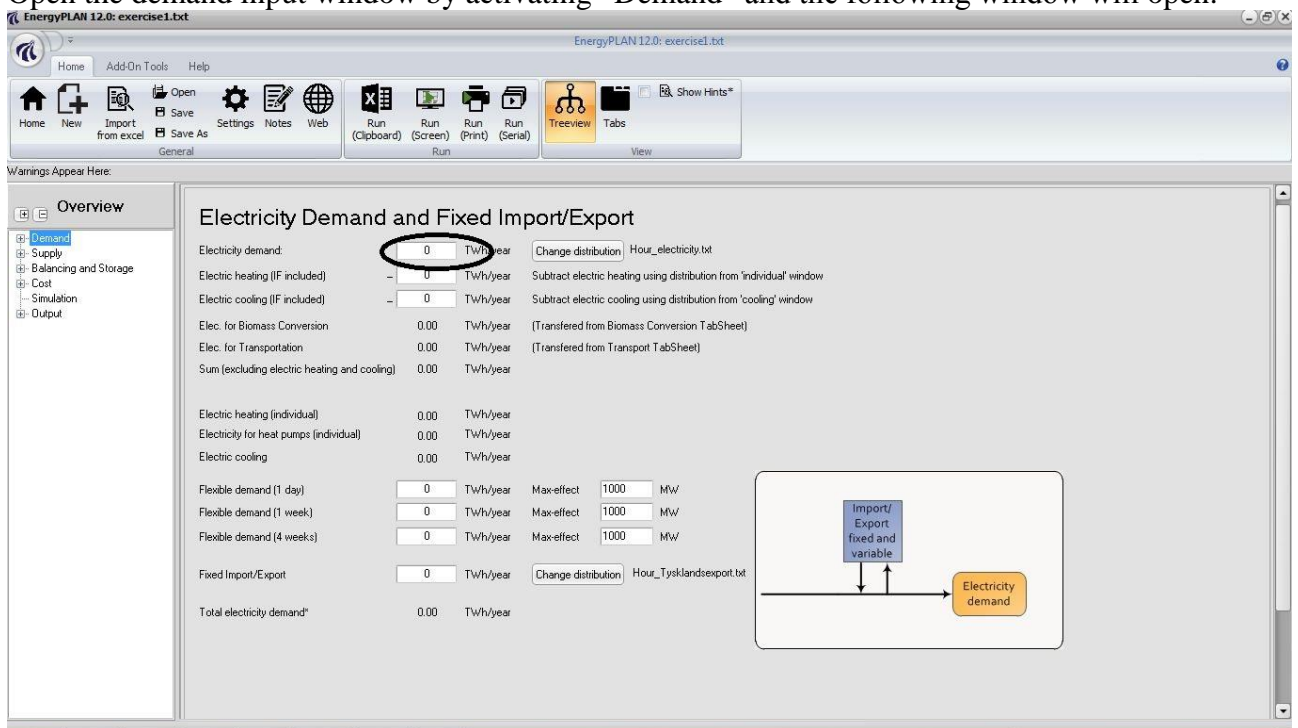 Open the demand input window by activating "Demand" and the following window will open:
EnergyPLAN 12.0: exercise1.txt
EnergyPLAN 12.0: exercise1.txt
Home Add-On Tools Help
Home New Import from excel Open Save Save As Settings Notes Web Run (Clipboard) Run (Screen) Run (Print) Run (Serial) Treeview Tabs Show Hints*
General Run View
Warnings Appear Here:
Overview
Demand
Supply
Balancing and Storage
Cost
Simulation
Output
Electricity Demand and Fixed Import/Export
Electricity demand: 0 TWh/year Change distribution Hour_electricity.txt
Electric heating (IF included) - 0 TWh/year Subtract electric heating using distribution from 'individual' window
Electric cooling (IF included) - 0 TWh/year Subtract electric cooling using distribution from 'cooling' window
Elec. for Biomass Conversion 0.00 TWh/year (Transfered from Biomass Conversion TabSheet)
Elec. for Transportation 0.00 TWh/year (Transfered from Transport TabSheet)
Sum (excluding electric heating and cooling) 0.00 TWh/year
Electric heating (individual) 0.00 TWh/year
Electricity for heat pumps (individual) 0.00 TWh/year
Electric cooling 0.00 TWh/year
Flexible demand (1 day) 0 TWh/year Max-effect 1000 MW
Flexible demand (1 week) 0 TWh/year Max-effect 1000 MW
Flexible demand (4 weeks) 0 TWh/year Max-effect 1000 MW
Fixed Import/Export 0 TWh/year Change distribution Hour_Tysklandsexport.txt
Total electricity demand* 0.00 TWh/year
Import/
Export
fixed and
variable
Electricity
demand